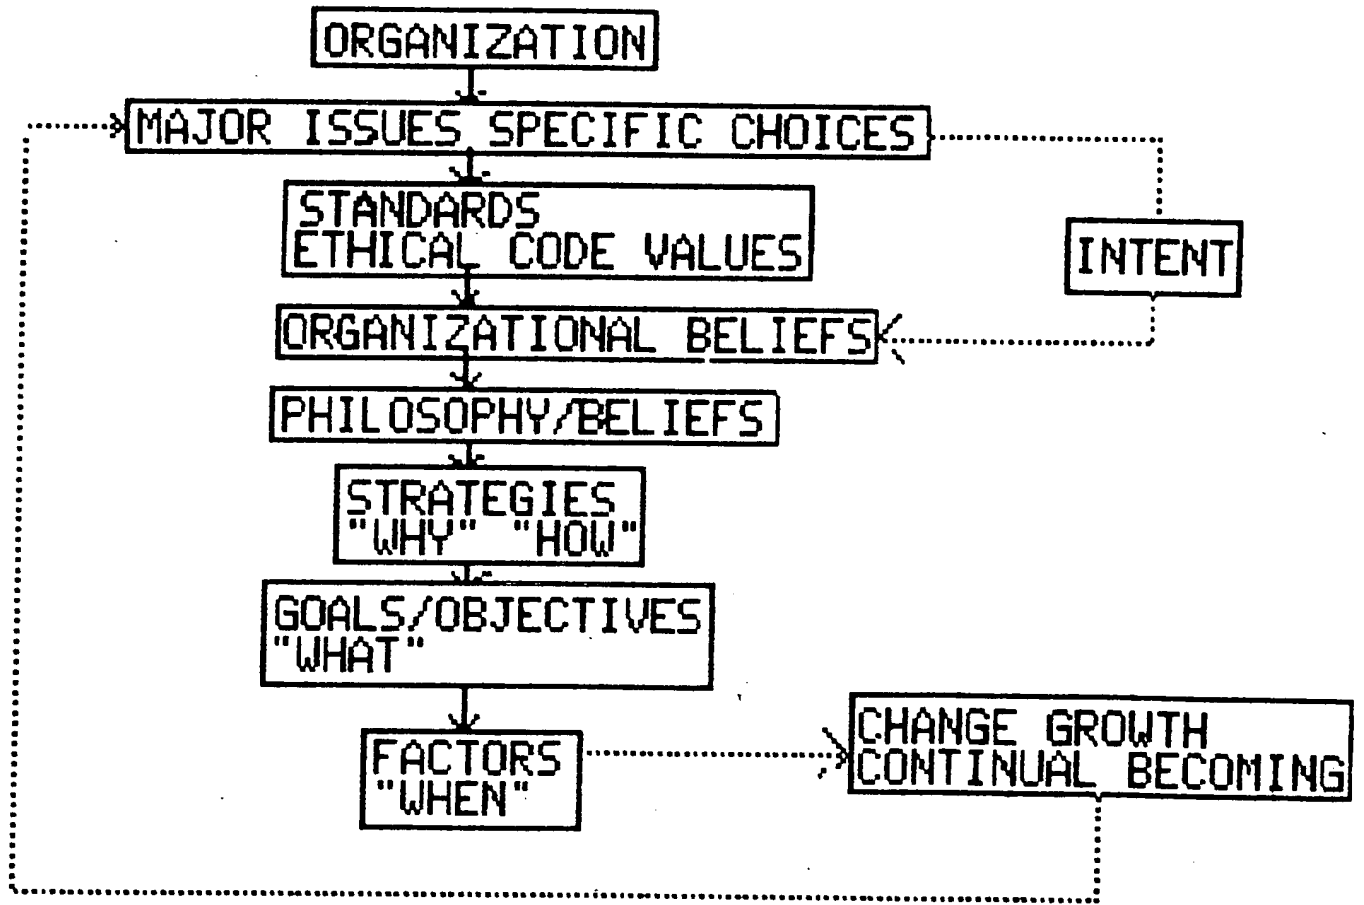 ORGANIZATION
MAJOR ISSUES SPECIFIC CHOICES
STANDARDS
ETHICAL CODE VALUES
INTENT
ORGANIZATIONAL BELIEFS
PHILOSOPHY/BELIEFS
STRATEGIES
"WHY" "HOW"
GOALS/OBJECTIVES
"WHAT"
FACTORS
"WHEN"
CHANGE GROWTH
CONTINUAL BECOMING